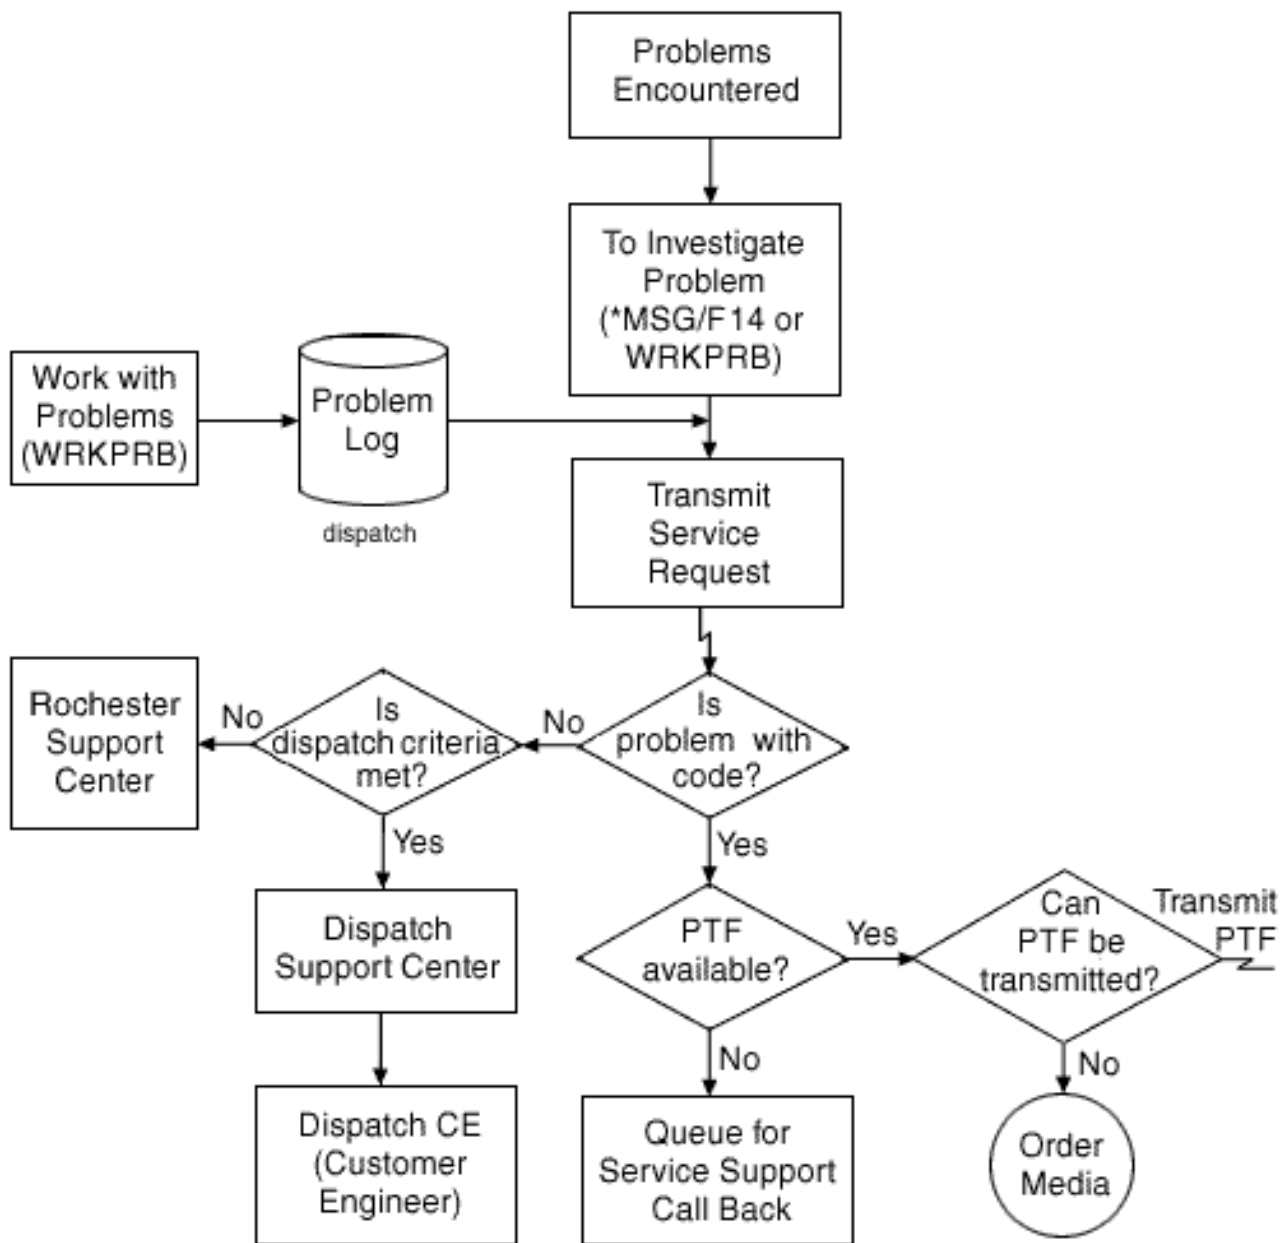 Problems
Encountered
To Investigate
Problem
(*MSG/F14 or
WRKPRB)
Work with
Problems
(WRKPRB)
Problem
Log
dispatch
Transmit
Service
Request
Rochester
Support
Center
No
Is
dispatch criteria
met?
No
Is
problem with
code?
Yes
Yes
Dispatch
Support Center
PTF
available?
Yes
Can
PTF be
transmitted?
Transmit
PTF
No
No
Dispatch CE
(Customer
Engineer)
Queue for
Service Support
Call Back
Order
Media